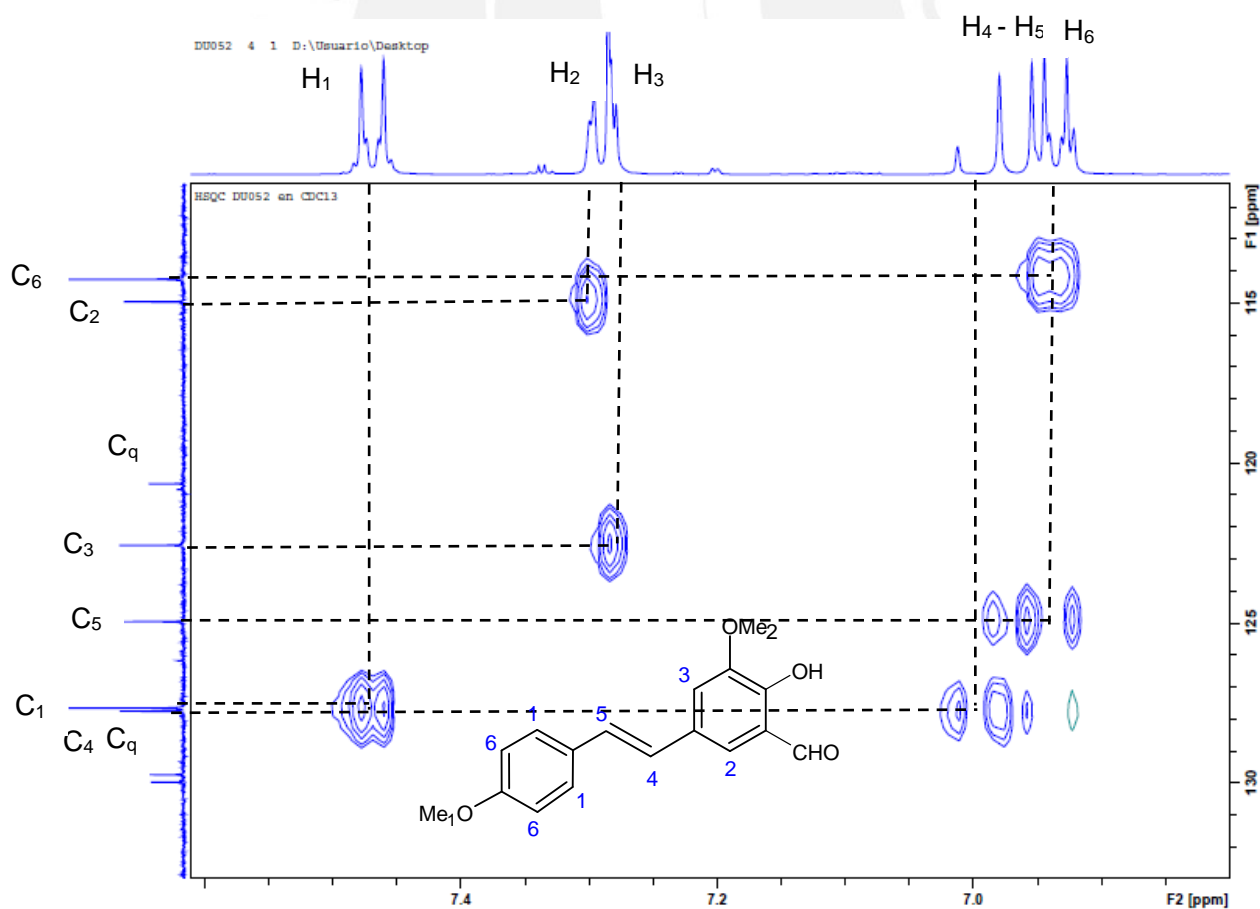 H4 - H5 H6
DU052 4 1 D:\Usuario\Desktop
H1 H2 H3
HSQC DU052 en CDCl3
F1 [ppm]
C6
C2
115
Cq
120
C3
C5
125
OMe2
3 OH
C1
1 5
C4 Cq
6 CHO
4 2
130
1
Me1O
6
7.4 7.2 7.0 F2 [ppm]